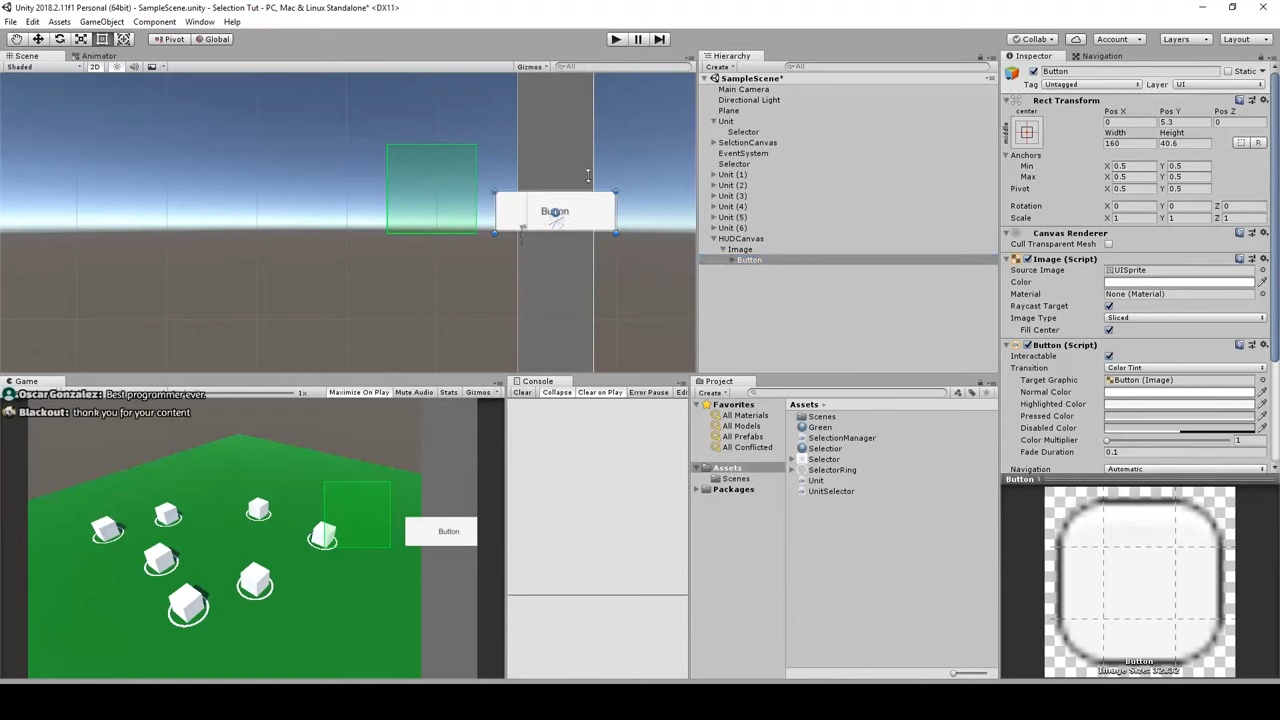 Unity 2018.2.11f1 Personal (64bit) - SampleScene.unity - Selection Tut - PC, Mac & Linux Standalone* <DX11>
File Edit Assets GameObject Component Window Help
Pivot Global Collab Account Layers Layout
Scene Animator
Shaded 2D Gizmos All
Button
Hierarchy
Create All
SampleScene*
Main Camera
Directional Light
Plane
Unit
Selector
SelctionCanvas
EventSystem
Selector
Unit (1)
Unit (2)
Unit (3)
Unit (4)
Unit (5)
Unit (6)
HUDCanvas
Image
Button
Inspector Navigation
Button Static
Tag Untagged Layer UI
Rect Transform
center Pos X Pos Y Pos Z
middle 0 5.3 0
Width Height
160 40.6 R
Anchors
Min X 0.5 Y 0.5
Max X 0.5 Y 0.5
Pivot X 0.5 Y 0.5
Rotation X 0 Y 0 Z 0
Scale X 1 Y 1 Z 1
Canvas Renderer
Cull Transparent Mesh
Image (Script)
Source Image UISprite
Color
Material None (Material)
Raycast Target
Image Type Sliced
Fill Center
Button (Script)
Interactable
Transition Color Tint
Target Graphic Button (Image)
Normal Color
Highlighted Color
Pressed Color
Disabled Color
Color Multiplier 1
Fade Duration 0.1
Navigation Automatic
Button
Button
Image Size: 32x32
Game
1x Maximize On Play Mute Audio Stats Gizmos
OscarGonzalez: Best programmer ever.
Blackout: thank you for your content
Button
Console
Clear Collapse Clear on Play Error Pause Edi
Project
Create
Favorites
All Materials
All Models
All Prefabs
All Conflicted
Assets
Scenes
Packages
Assets
Scenes
Green
SelectionManager
Selectior
Selector
SelectorRing
Unit
UnitSelector